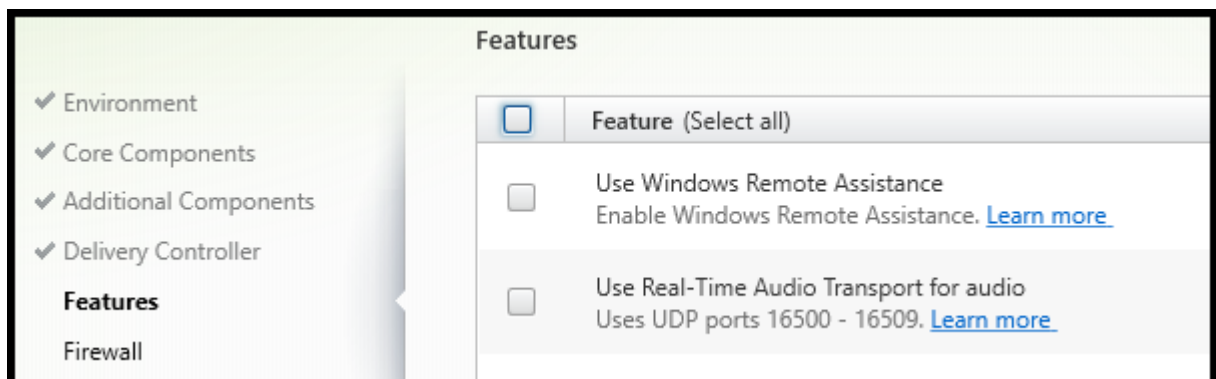 Features
Environment
Core Components
Additional Components
Delivery Controller
Features
Firewall
Feature (Select all)
Use Windows Remote Assistance
Enable Windows Remote Assistance. Learn more
Use Real-Time Audio Transport for audio
Uses UDP ports 16500 - 16509. Learn more